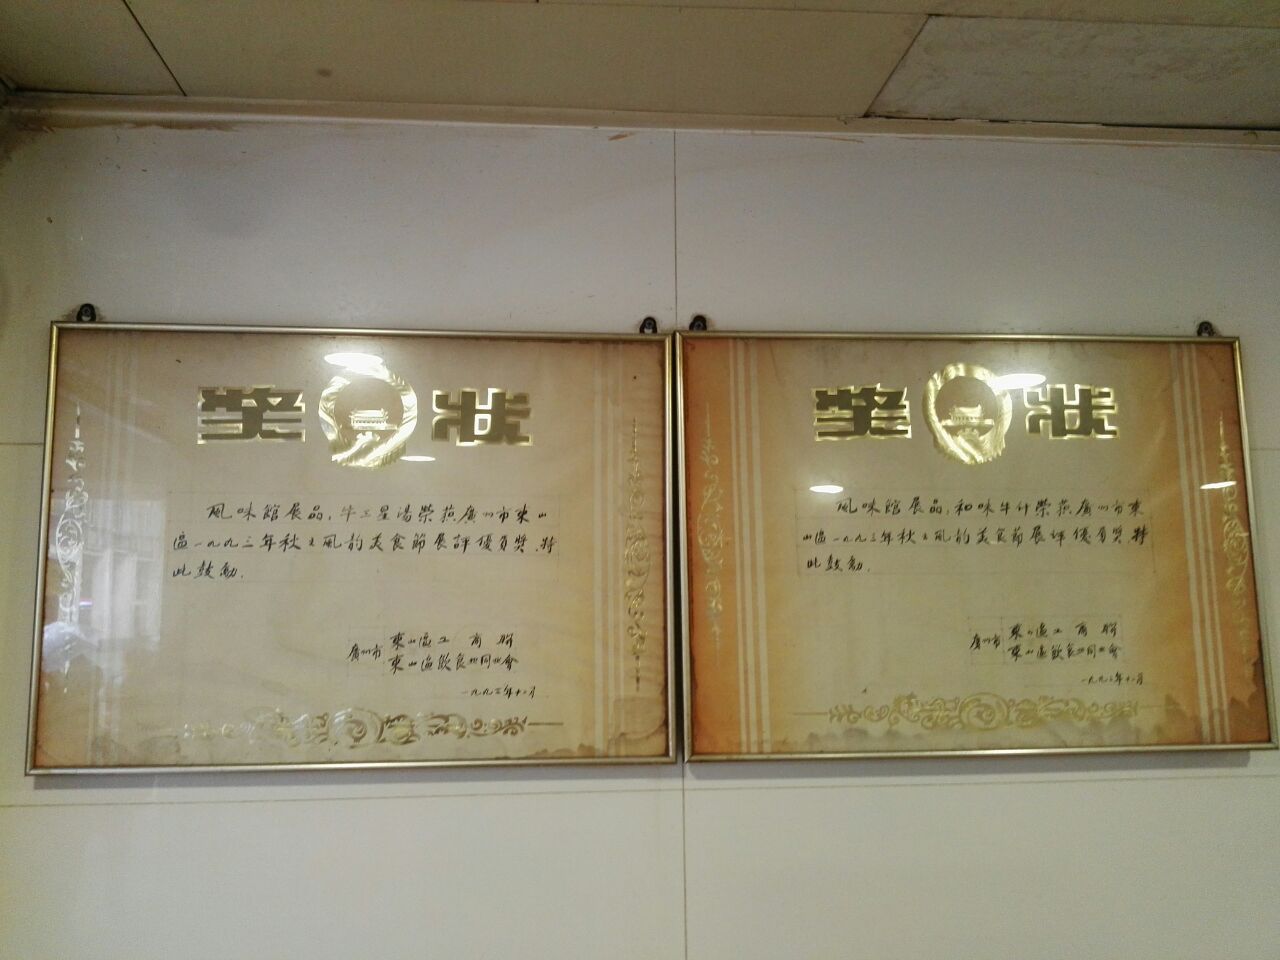 奖状
風味館展品,牛三星湯榮获廣州市東山
區一九九三年秋之風韵美食節展評優良獎,特
此鼓勵.
廣州市
東山區工商聯
東山區飲食业同业會
一九九三年十二月
奖状
風味館展品,和味牛什榮获廣州市東
山區一九九三年秋之風韵美食節展評優良獎,特
此鼓勵.
廣州市
東山區工商聯
東山區飲食业同业會
一九九三年十二月